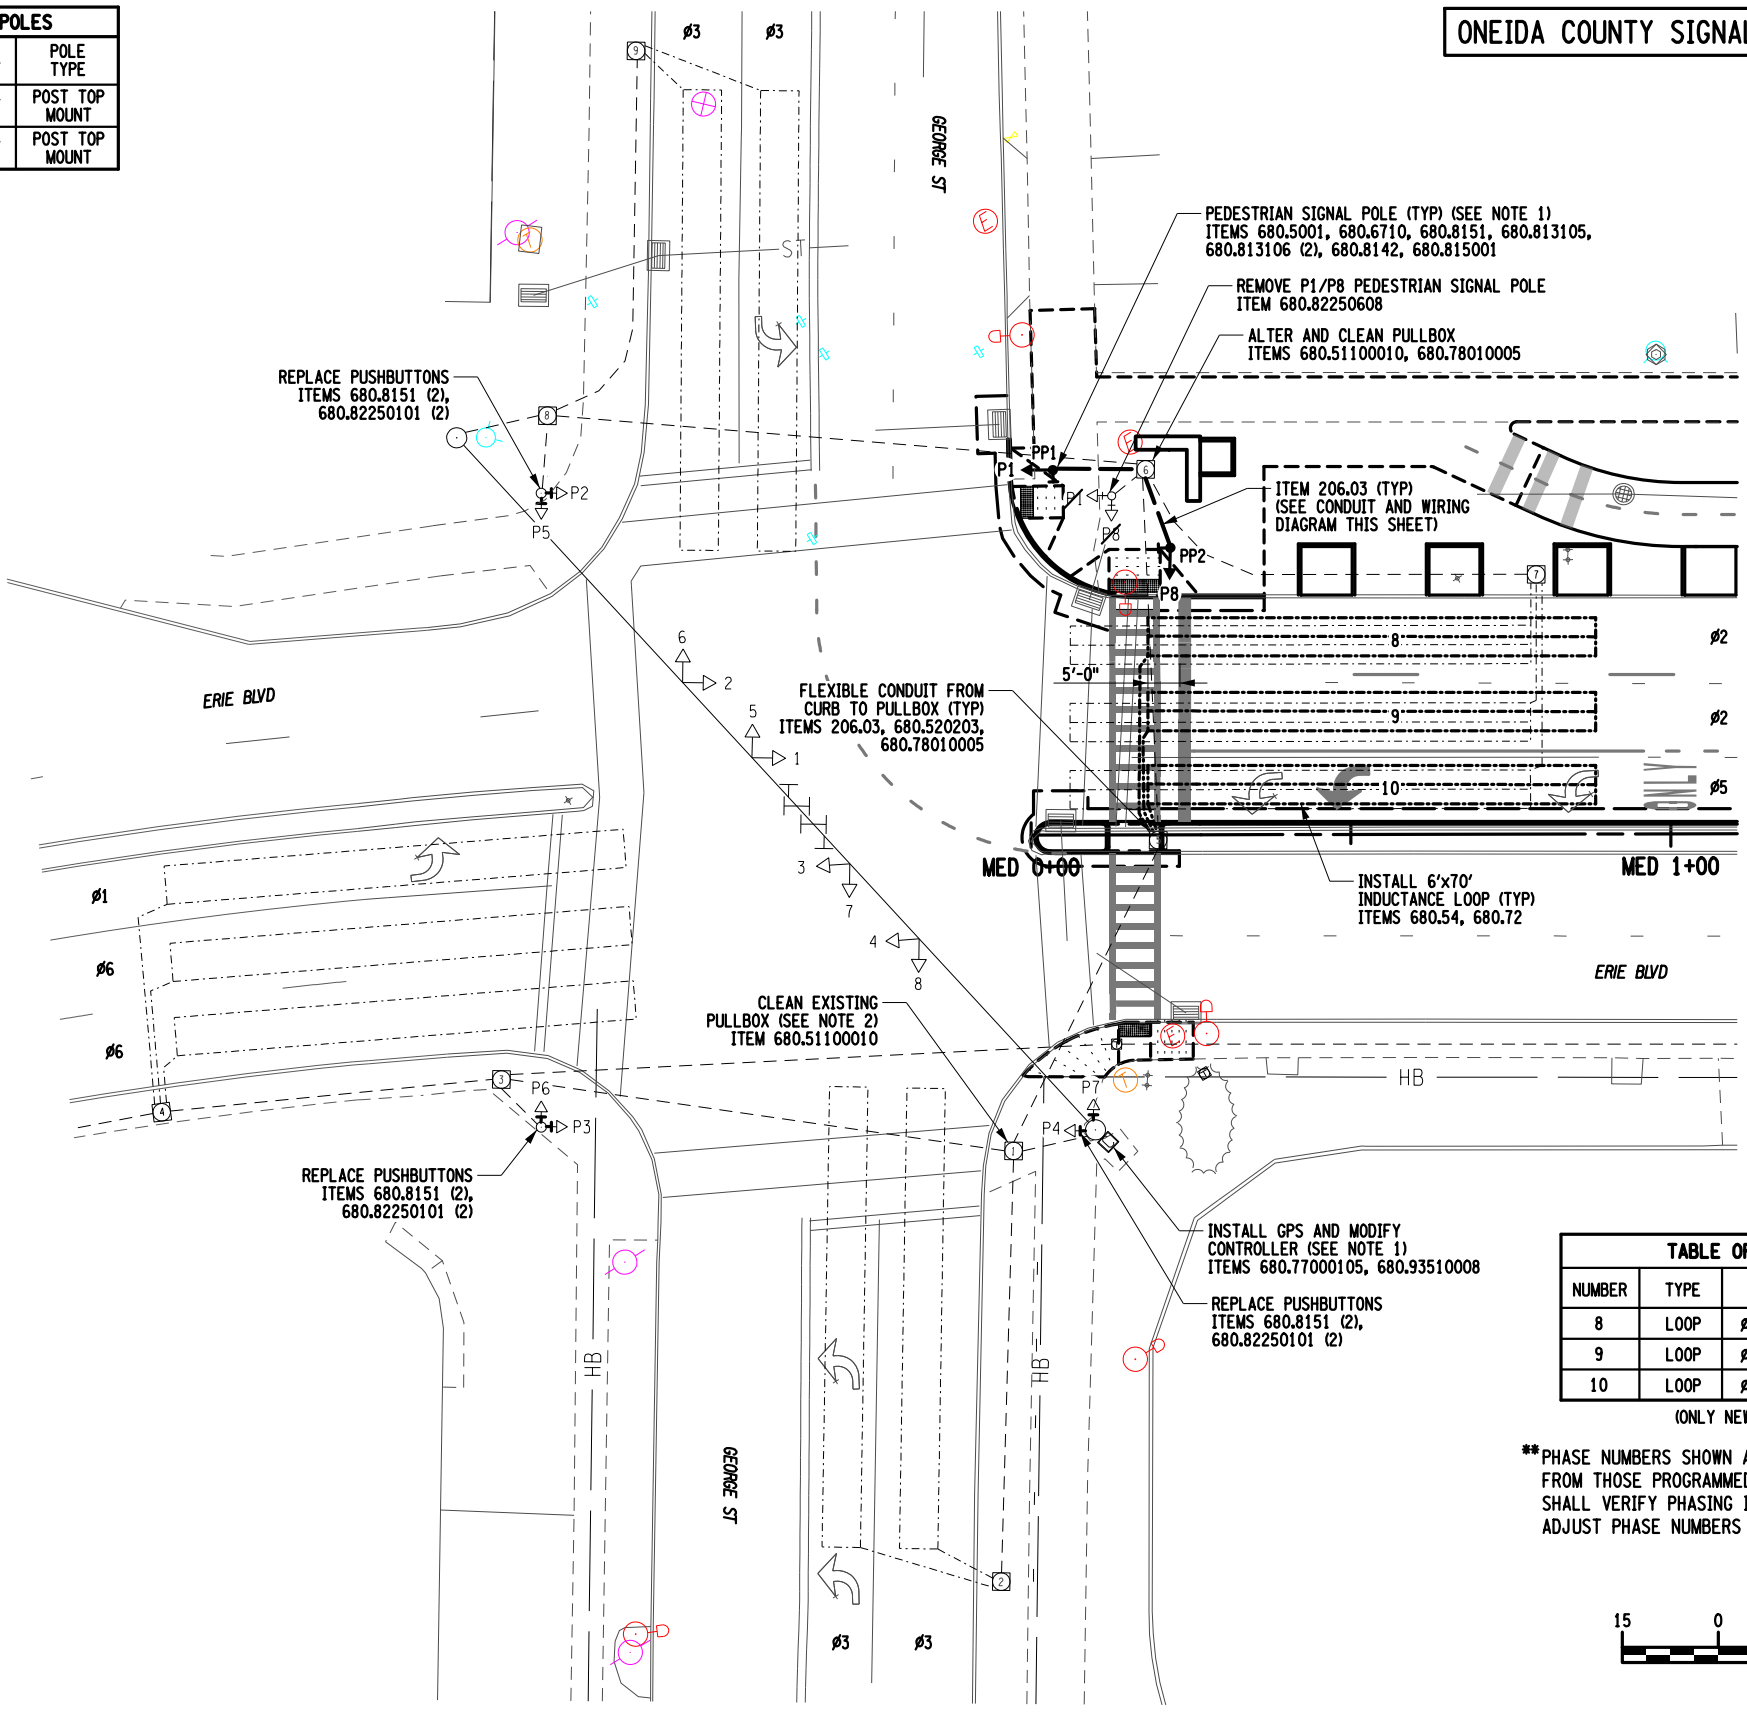 POLES
POLE
TYPE
POST TOP
MOUNT
POST TOP
MOUNT
ONEIDA COUNTY SIGNAL
ø3
ø3
9
GEORGE ST
E
ST
PEDESTRIAN SIGNAL POLE (TYP) (SEE NOTE 1)
ITEMS 680.5001, 680.6710, 680.8151, 680.813105,
680.813106 (2), 680.8142, 680.815001
REMOVE P1/P8 PEDESTRIAN SIGNAL POLE
ITEM 680.82250608
ALTER AND CLEAN PULLBOX
ITEMS 680.51100010, 680.78010005
REPLACE PUSHBUTTONS
ITEMS 680.8151 (2),
680.82250101 (2)
8
P2
P5
E
PP1
P1
6
P1
P8
PP2
P8
ITEM 206.03 (TYP)
(SEE CONDUIT AND WIRING
DIAGRAM THIS SHEET)
7
ERIE BLVD
6
2
5
1
3
7
4
8
FLEXIBLE CONDUIT FROM
CURB TO PULLBOX (TYP)
ITEMS 206.03, 680.520203,
680.78010005
5'-0"
8
ø2
9
ø2
10
ONLY
ø5
MED 0+00
MED 1+00
INSTALL 6'x70'
INDUCTANCE LOOP (TYP)
ITEMS 680.54, 680.72
ERIE BLVD
ø1
ø6
ø6
CLEAN EXISTING
PULLBOX (SEE NOTE 2)
ITEM 680.51100010
E
T
HB
3
4
P6
P3
P7
P4
1
REPLACE PUSHBUTTONS
ITEMS 680.8151 (2),
680.82250101 (2)
INSTALL GPS AND MODIFY
CONTROLLER (SEE NOTE 1)
ITEMS 680.77000105, 680.93510008
REPLACE PUSHBUTTONS
ITEMS 680.8151 (2),
680.82250101 (2)
HB
HB
GEORGE ST
2
ø3
ø3
TABLE OF
NUMBER TYPE
8 LOOP
9 LOOP
10 LOOP
(ONLY NEW
**PHASE NUMBERS SHOWN A
FROM THOSE PROGRAMMED
SHALL VERIFY PHASING I
ADJUST PHASE NUMBERS
15 0